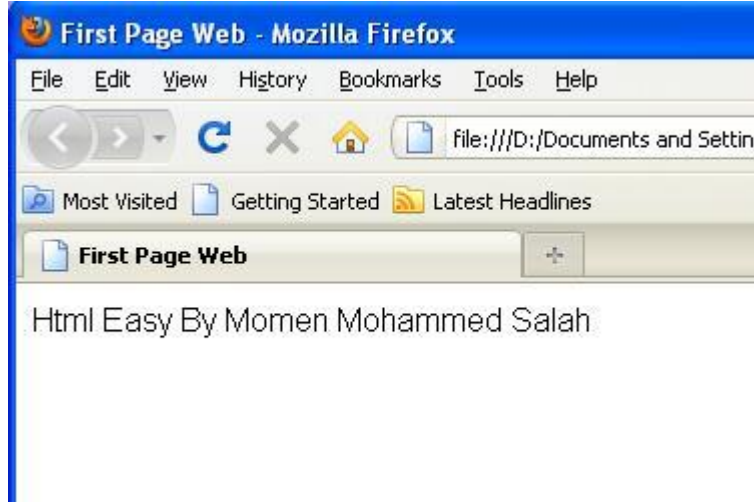 First Page Web - Mozilla Firefox
File Edit View History Bookmarks Tools Help
file:///D:/Documents and Settin
Most Visited Getting Started Latest Headlines
First Page Web
Html Easy By Momen Mohammed Salah